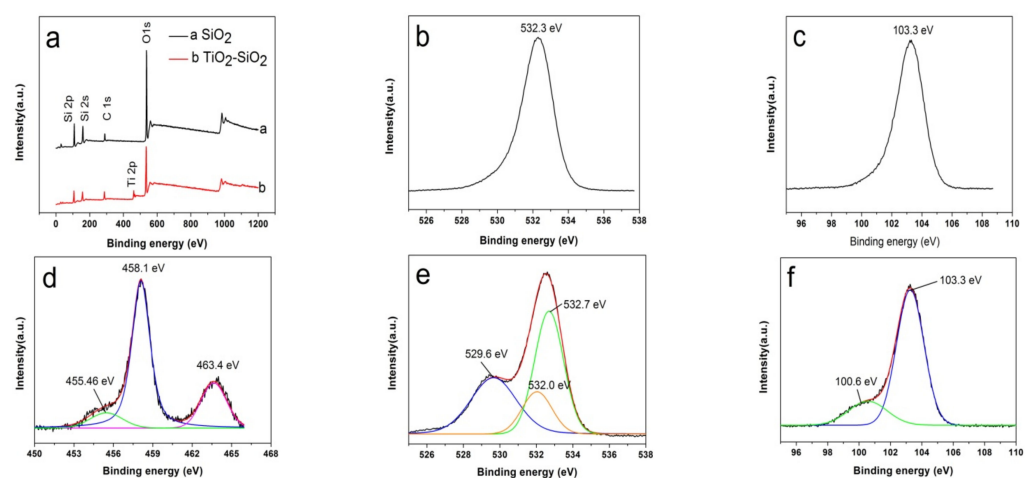 a
a SiO₂
b TiO₂-SiO₂
O1s
Si 2p
Si 2s
C 1s
Ti 2p
a
b
Intensity(a.u.)
0 200 400 600 800 1000 1200
Binding energy (eV)
b
532.3 eV
Intensity(a.u.)
526 528 530 532 534 536 538
Binding energy (eV)
c
103.3 eV
Intensity(a.u.)
96 98 100 102 104 106 108 110
Binding energy (eV)
d
458.1 eV
455.46 eV
463.4 eV
Intensity(a.u.)
450 453 456 459 462 465 468
Binding energy (eV)
e
532.7 eV
529.6 eV
532.0 eV
Intensity(a.u.)
526 528 530 532 534 536 538
Binding energy (eV)
f
103.3 eV
100.6 eV
Intensity(a.u.)
96 98 100 102 104 106 108 110
Binding energy (eV)